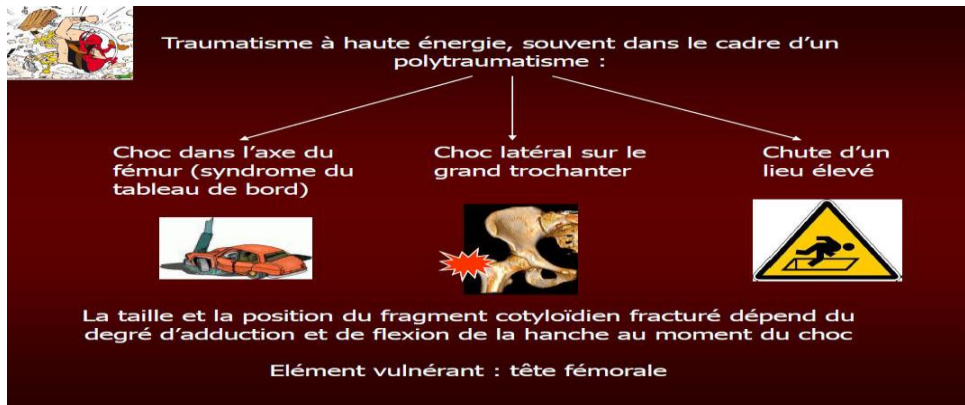 Traumatisme à haute énergie, souvent dans le cadre d'un
polytraumatisme :
Choc dans l'axe du
fémur (syndrome du
tableau de bord)
Choc latéral sur le
grand trochanter
Chute d'un
lieu élevé
La taille et la position du fragment cotyloïdien fracturé dépend du
degré d'adduction et de flexion de la hanche au moment du choc
Elément vulnérant : tête fémorale